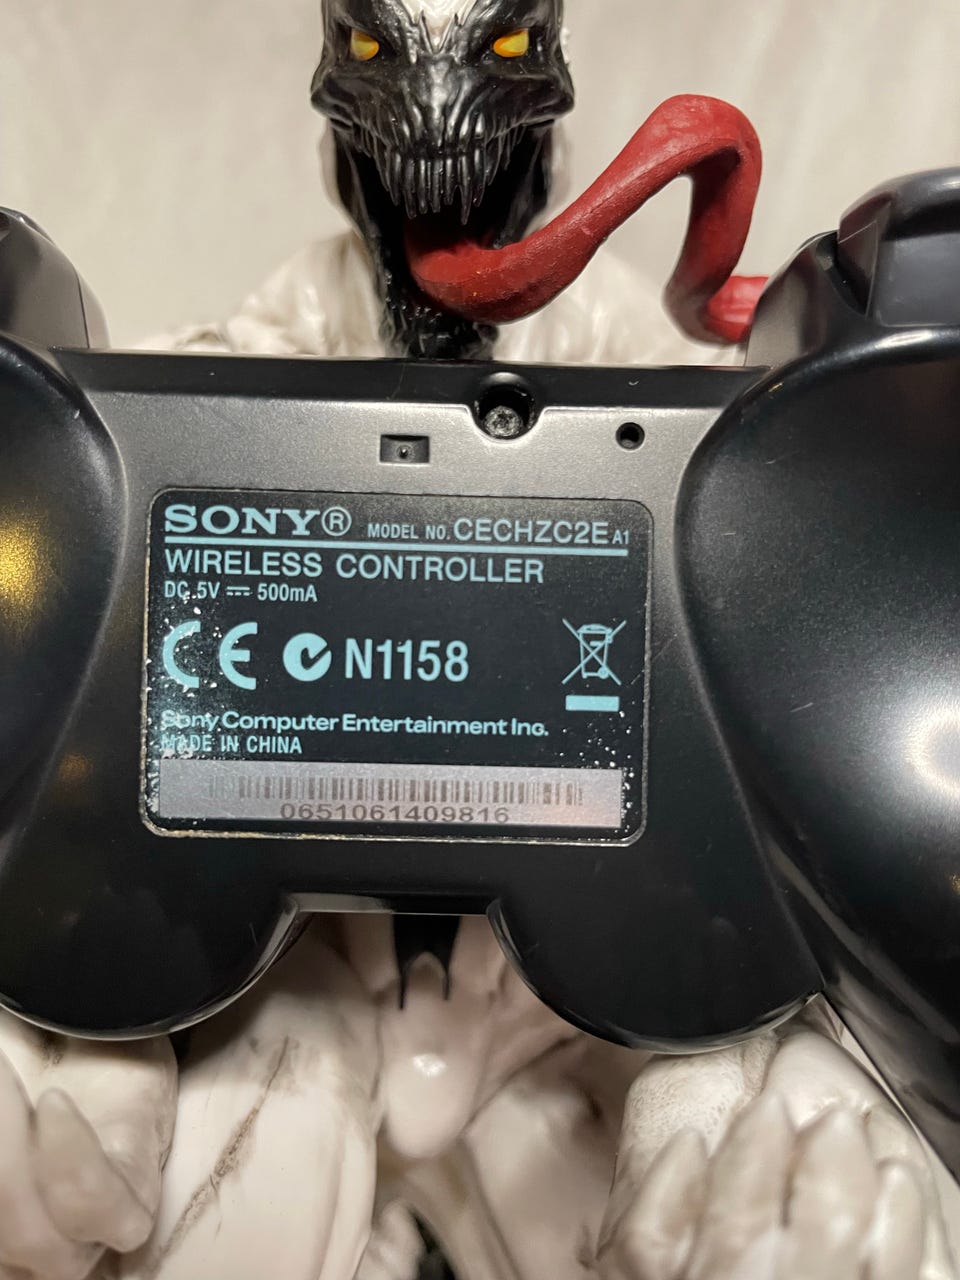 SONY® MODEL NO. CECHZC2E A1
WIRELESS CONTROLLER
DC 5V ⎓ 500mA
CE N1158
Sony Computer Entertainment Inc.
MADE IN CHINA
0651061409816